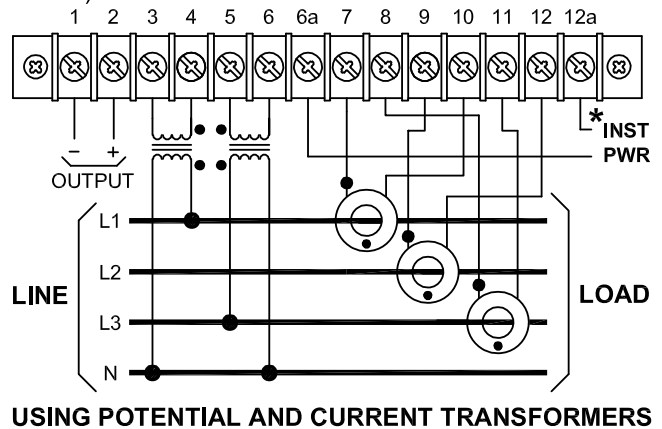 1 2 3 4 5 6 6a 7 8 9 10 11 12 12a
* INST
PWR
− +
OUTPUT
L1
L2
LINE
LOAD
L3
N
USING POTENTIAL AND CURRENT TRANSFORMERS